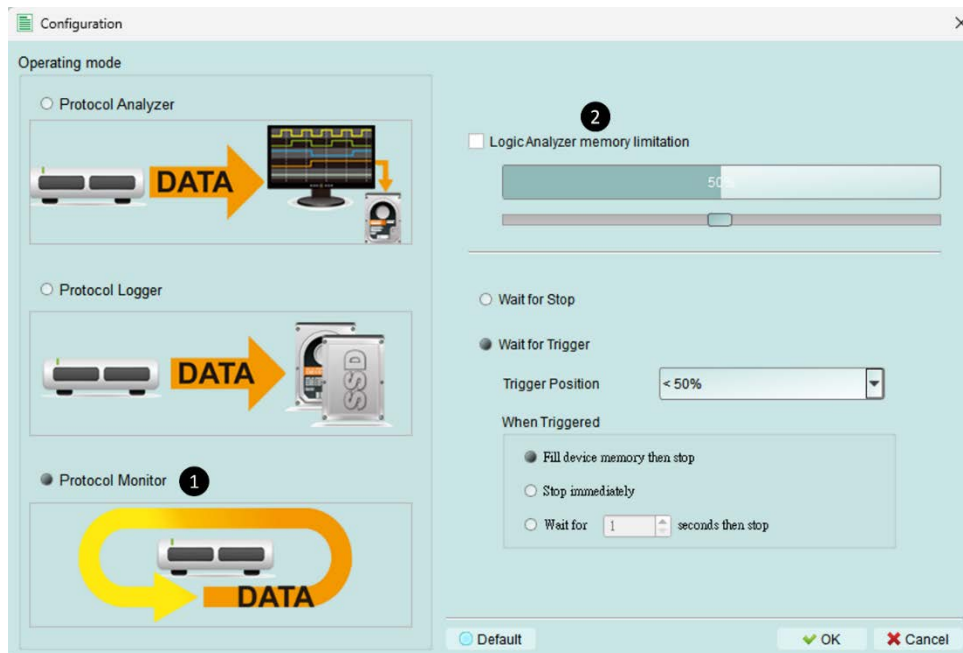 Configuration
Operating mode
Protocol Analyzer
DATA
Protocol Logger
DATA
SSD
Protocol Monitor 1
DATA
2
Logic Analyzer memory limitation
50%
Wait for Stop
Wait for Trigger
Trigger Position < 50%
When Triggered
Fill device memory then stop
Stop immediately
Wait for 1 seconds then stop
Default OK Cancel